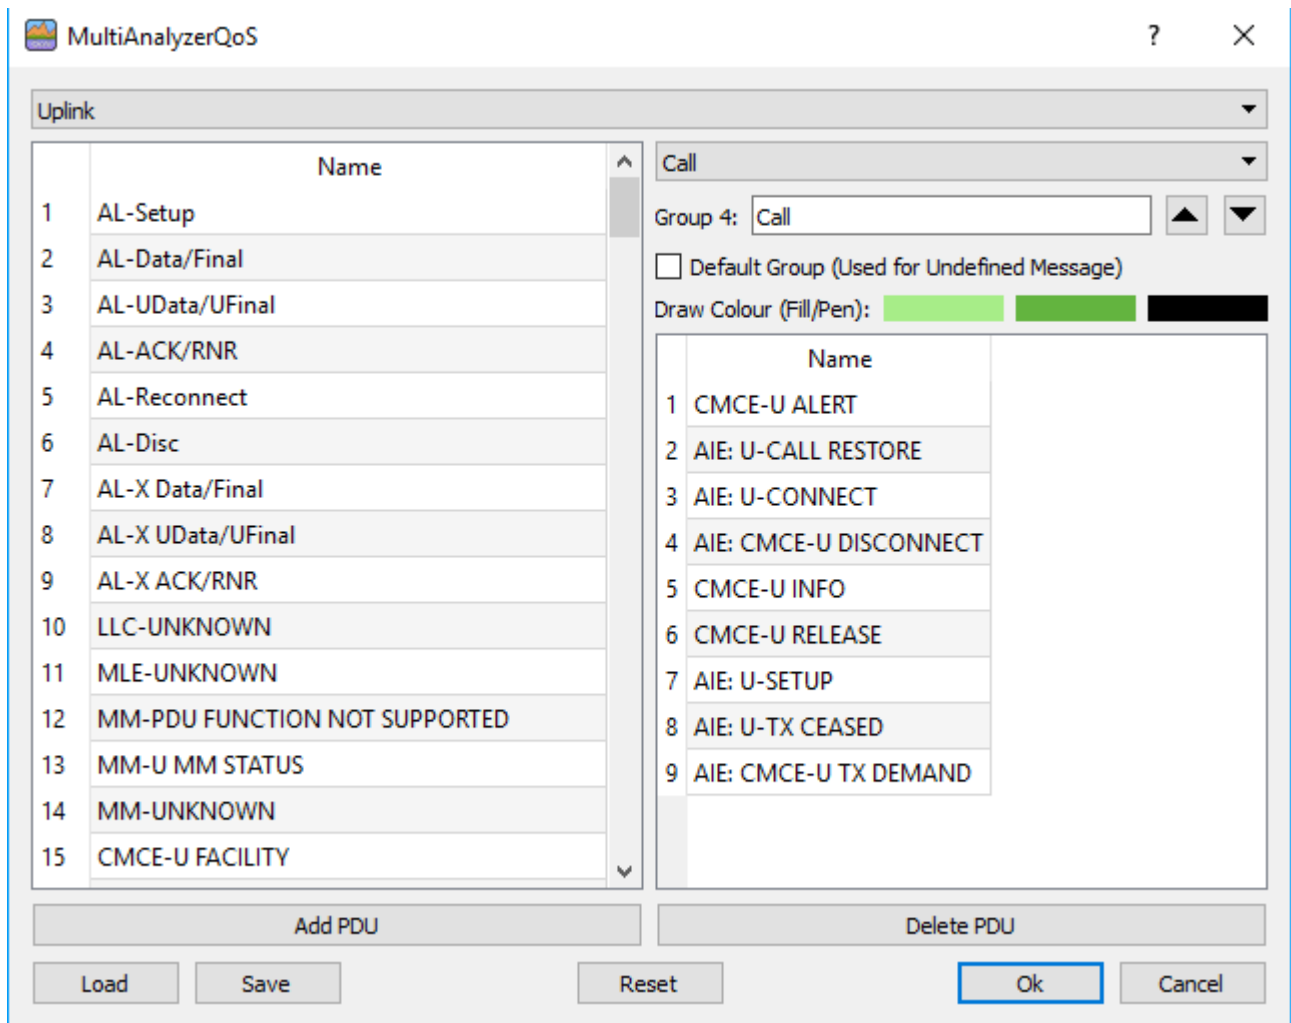 MultiAnalyzerQoS
?
Uplink
Name
1 AL-Setup
2 AL-Data/Final
3 AL-UData/UFinal
4 AL-ACK/RNR
5 AL-Reconnect
6 AL-Disc
7 AL-X Data/Final
8 AL-X UData/UFinal
9 AL-X ACK/RNR
10 LLC-UNKNOWN
11 MLE-UNKNOWN
12 MM-PDU FUNCTION NOT SUPPORTED
13 MM-U MM STATUS
14 MM-UNKNOWN
15 CMCE-U FACILITY
Add PDU
Call
Group 4: Call
Default Group (Used for Undefined Message)
Draw Colour (Fill/Pen):
Name
1 CMCE-U ALERT
2 AIE: U-CALL RESTORE
3 AIE: U-CONNECT
4 AIE: CMCE-U DISCONNECT
5 CMCE-U INFO
6 CMCE-U RELEASE
7 AIE: U-SETUP
8 AIE: U-TX CEASED
9 AIE: CMCE-U TX DEMAND
Delete PDU
Load Save Reset Ok Cancel